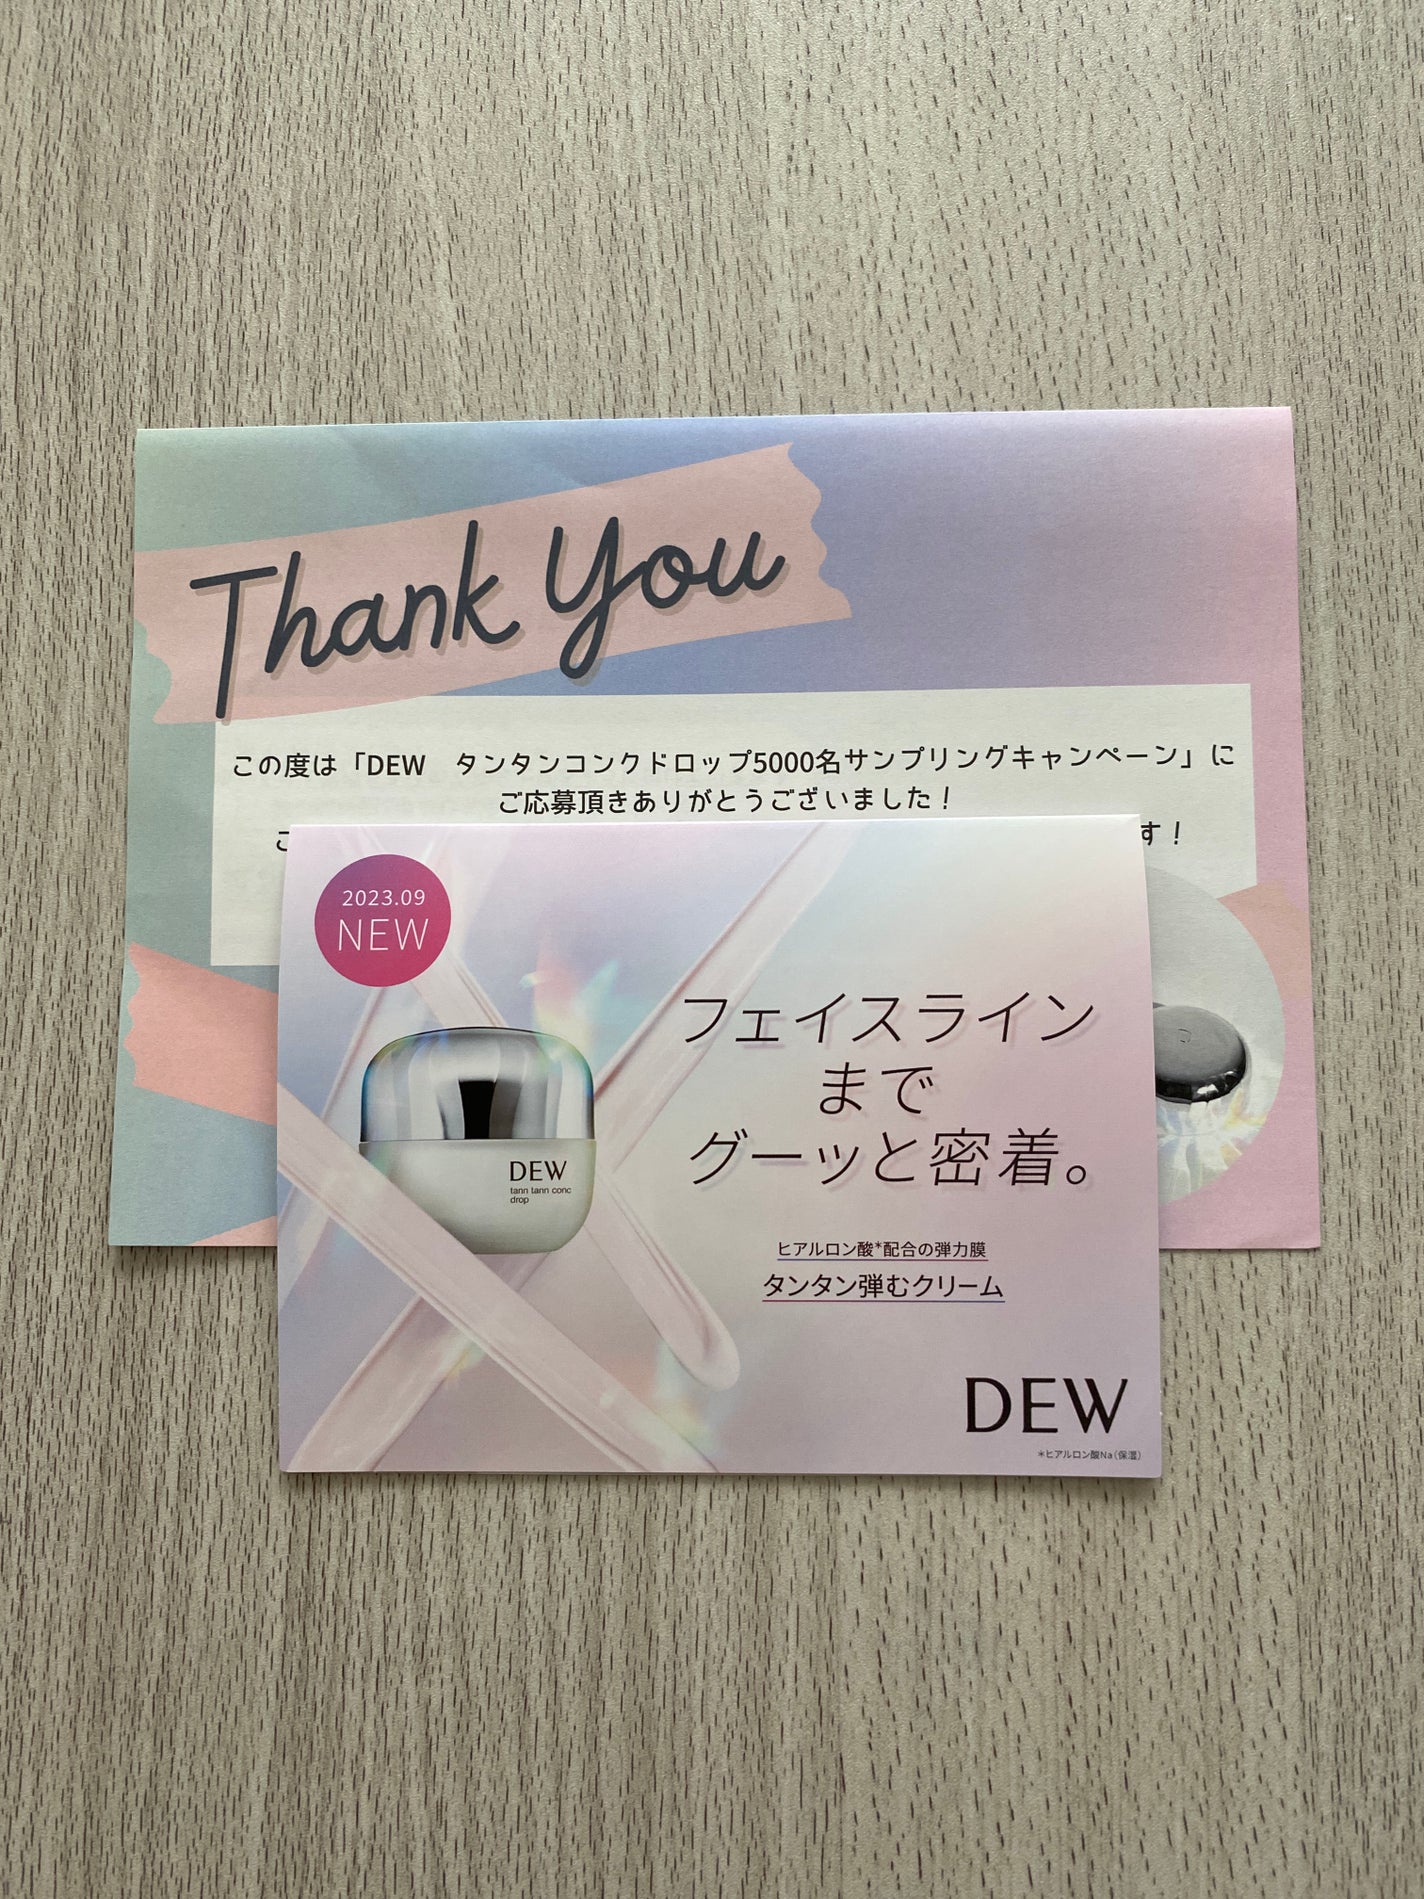 Thank You
この度は「DEW　タンタンコンクドロップ5000名サンプリングキャンペーン」に
ご応募頂きありがとうございました！
す！
2023.09
NEW
フェイスライン
まで
グーッと密着。
DEW
tann tann conc
drop
ヒアルロン酸*配合の弾力膜
タンタン弾むクリーム
DEW
*ヒアルロン酸Na（保湿）